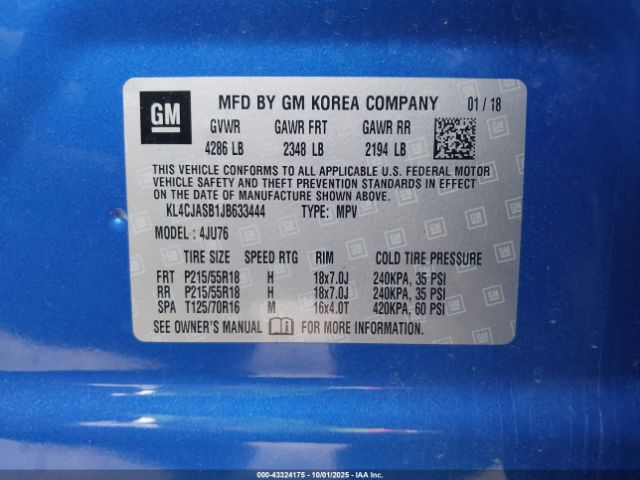 GM
MFD BY GM KOREA COMPANY 01 / 18
GVWR GAWR FRT GAWR RR
4286 LB 2348 LB 2194 LB
THIS VEHICLE CONFORMS TO ALL APPLICABLE U.S. FEDERAL MOTOR
VEHICLE SAFETY AND THEFT PREVENTION STANDARDS IN EFFECT
ON THE DATE OF MANUFACTURE SHOWN ABOVE.
KL4CJASB1JB633444 TYPE: MPV
MODEL : 4JU76
TIRE SIZE SPEED RTG RIM COLD TIRE PRESSURE
FRT P215/55R18 H 18x7.0J 240KPA, 35 PSI
RR P215/55R18 H 18x7.0J 240KPA, 35 PSI
SPA T125/70R16 M 16x4.0T 420KPA, 60 PSI
SEE OWNER'S MANUAL FOR MORE INFORMATION.
000-43324175 - 10/01/2025 - IAA Inc.